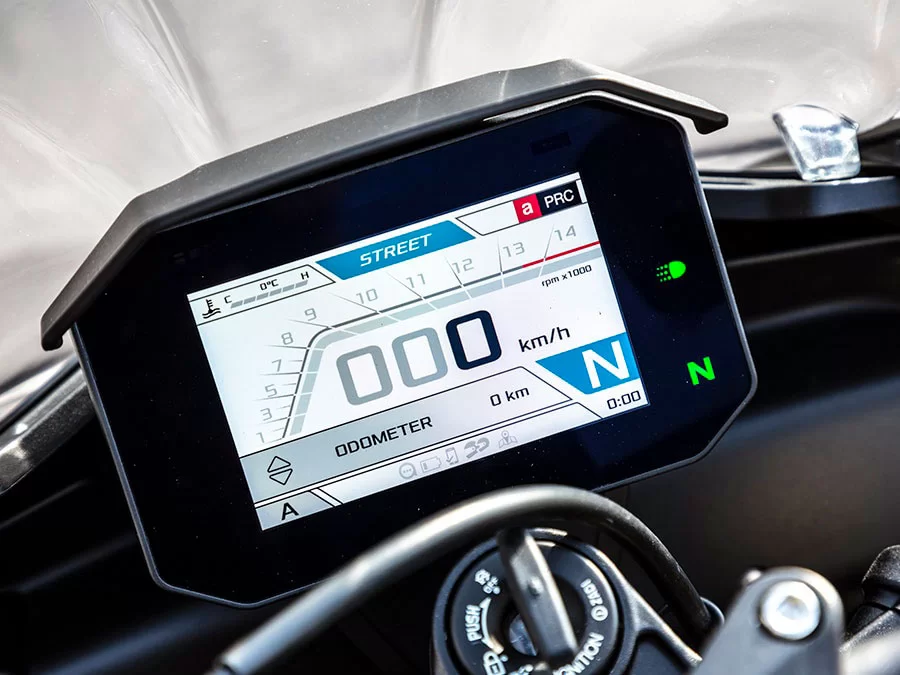 a PRC
STREET
C 0°C H
1 3 5 7 8 9 10 11 12 13 14
rpm x1000
000 km/h
N
N
ODOMETER 0 km
0:00
A
PUSH
IGNITION